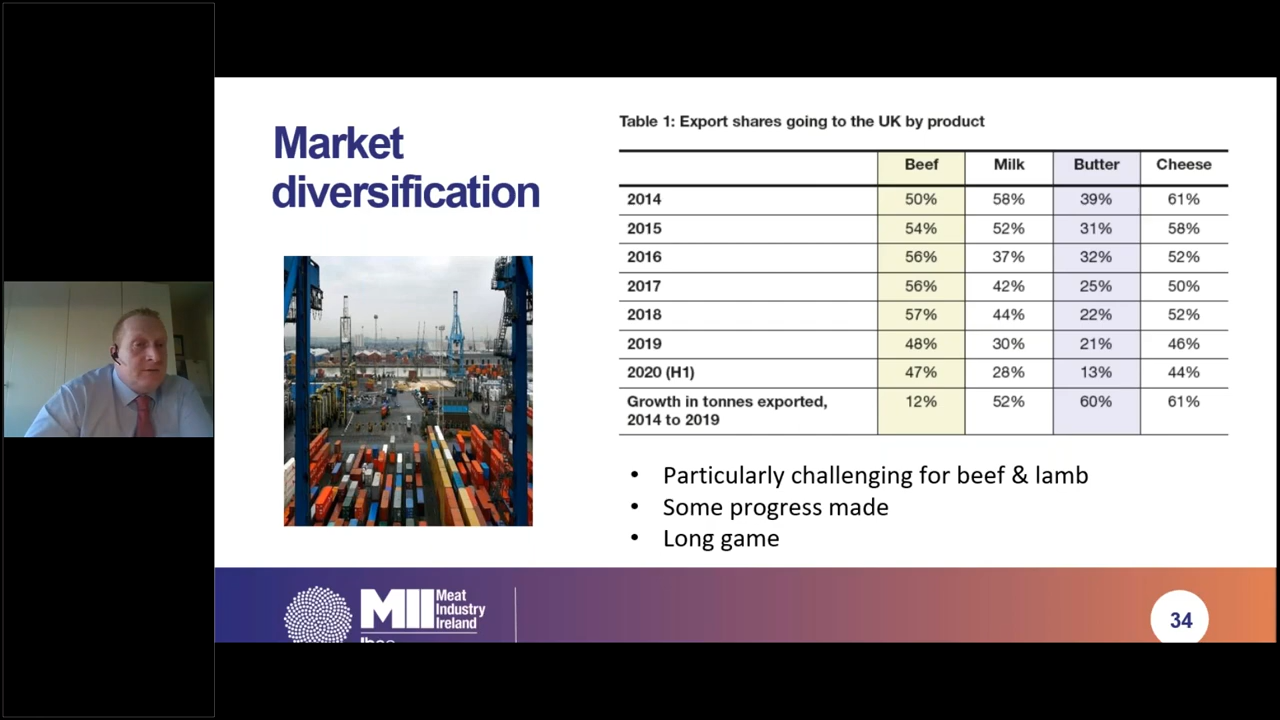 Market
diversification
Table 1: Export shares going to the UK by product
Beef Milk Butter Cheese
2014 50% 58% 39% 61%
2015 54% 52% 31% 58%
2016 56% 37% 32% 52%
2017 56% 42% 25% 50%
2018 57% 44% 22% 52%
2019 48% 30% 21% 46%
2020 (H1) 47% 28% 13% 44%
Growth in tonnes exported, 12% 52% 60% 61%
2014 to 2019
• Particularly challenging for beef & lamb
• Some progress made
• Long game
MII Meat
Industry
Ireland
34